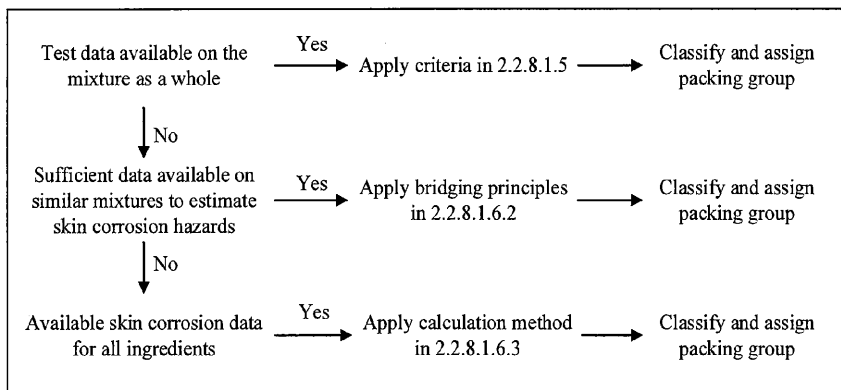 Test data available on the
mixture as a whole
Yes
Apply criteria in 2.2.8.1.5
Classify and assign
packing group
No
Sufficient data available on
similar mixtures to estimate
skin corrosion hazards
Yes
Apply bridging principles
in 2.2.8.1.6.2
Classify and assign
packing group
No
Available skin corrosion data
for all ingredients
Yes
Apply calculation method
in 2.2.8.1.6.3
Classify and assign
packing group